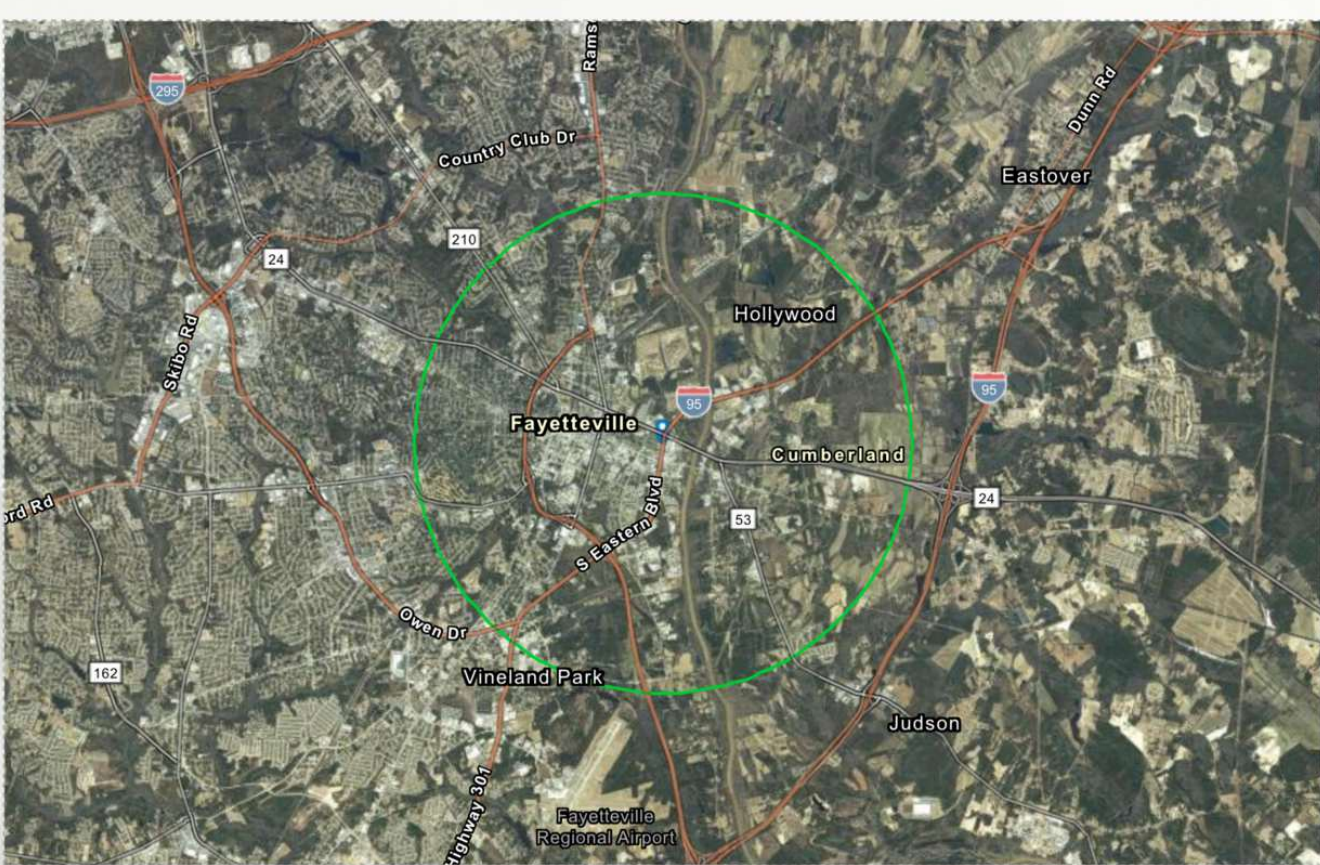 Rams
295
Dunn Rd
Country Club Dr
Eastover
210
24
Hollywood
Skibo Rd
95
95
Fayetteville
Cumberland
24
ord Rd
53
S Eastern Blvd
Owen Dr
162
Vineland Park
Judson
Highway 301
Fayetteville
Regional Airport